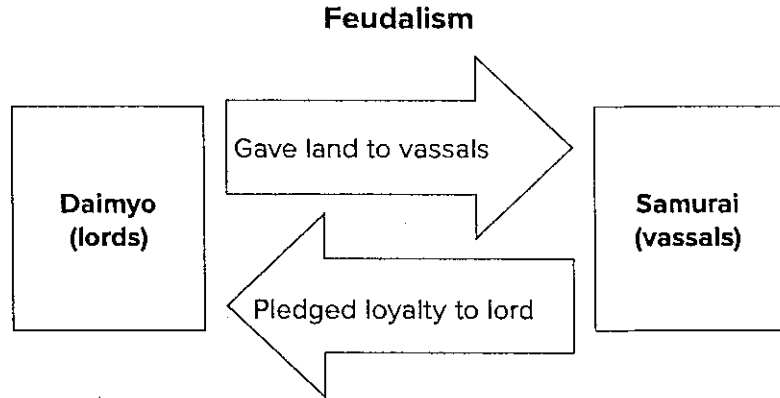 Feudalism
Gave land to vassals
Daimyo
(lords)
Samurai
(vassals)
Pledged loyalty to lord